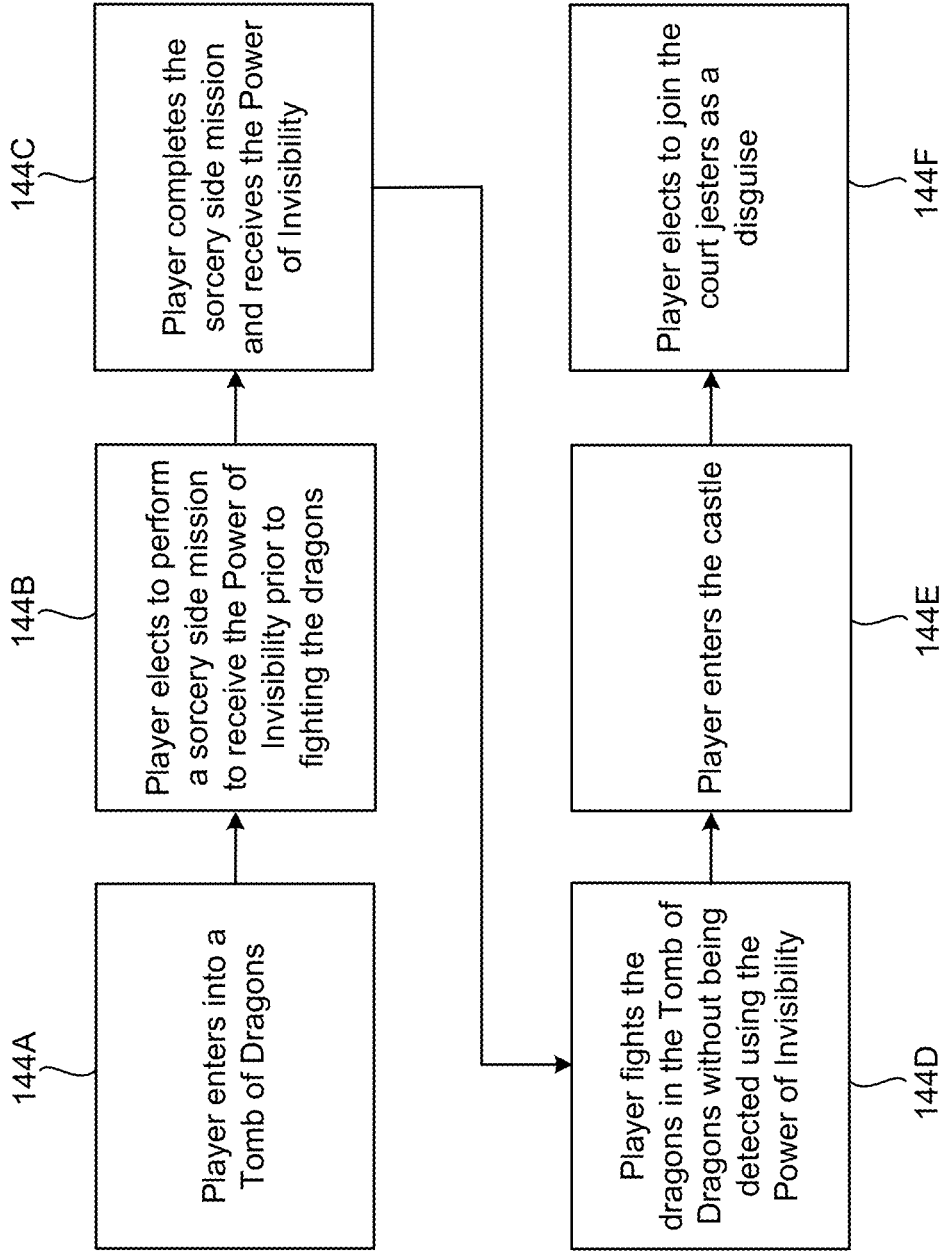 144A
Player enters into a
Tomb of Dragons
144B
Player elects to perform
a sorcery side mission
to receive the Power of
Invisibility prior to
fighting the dragons
144C
Player completes the
sorcery side mission
and receives the Power
of Invisibility
Player fights the
dragons in the Tomb of
Dragons without being
detected using the
Power of Invisibility
144D
Player enters the castle
144E
Player elects to join the
court jesters as a
disguise
144F